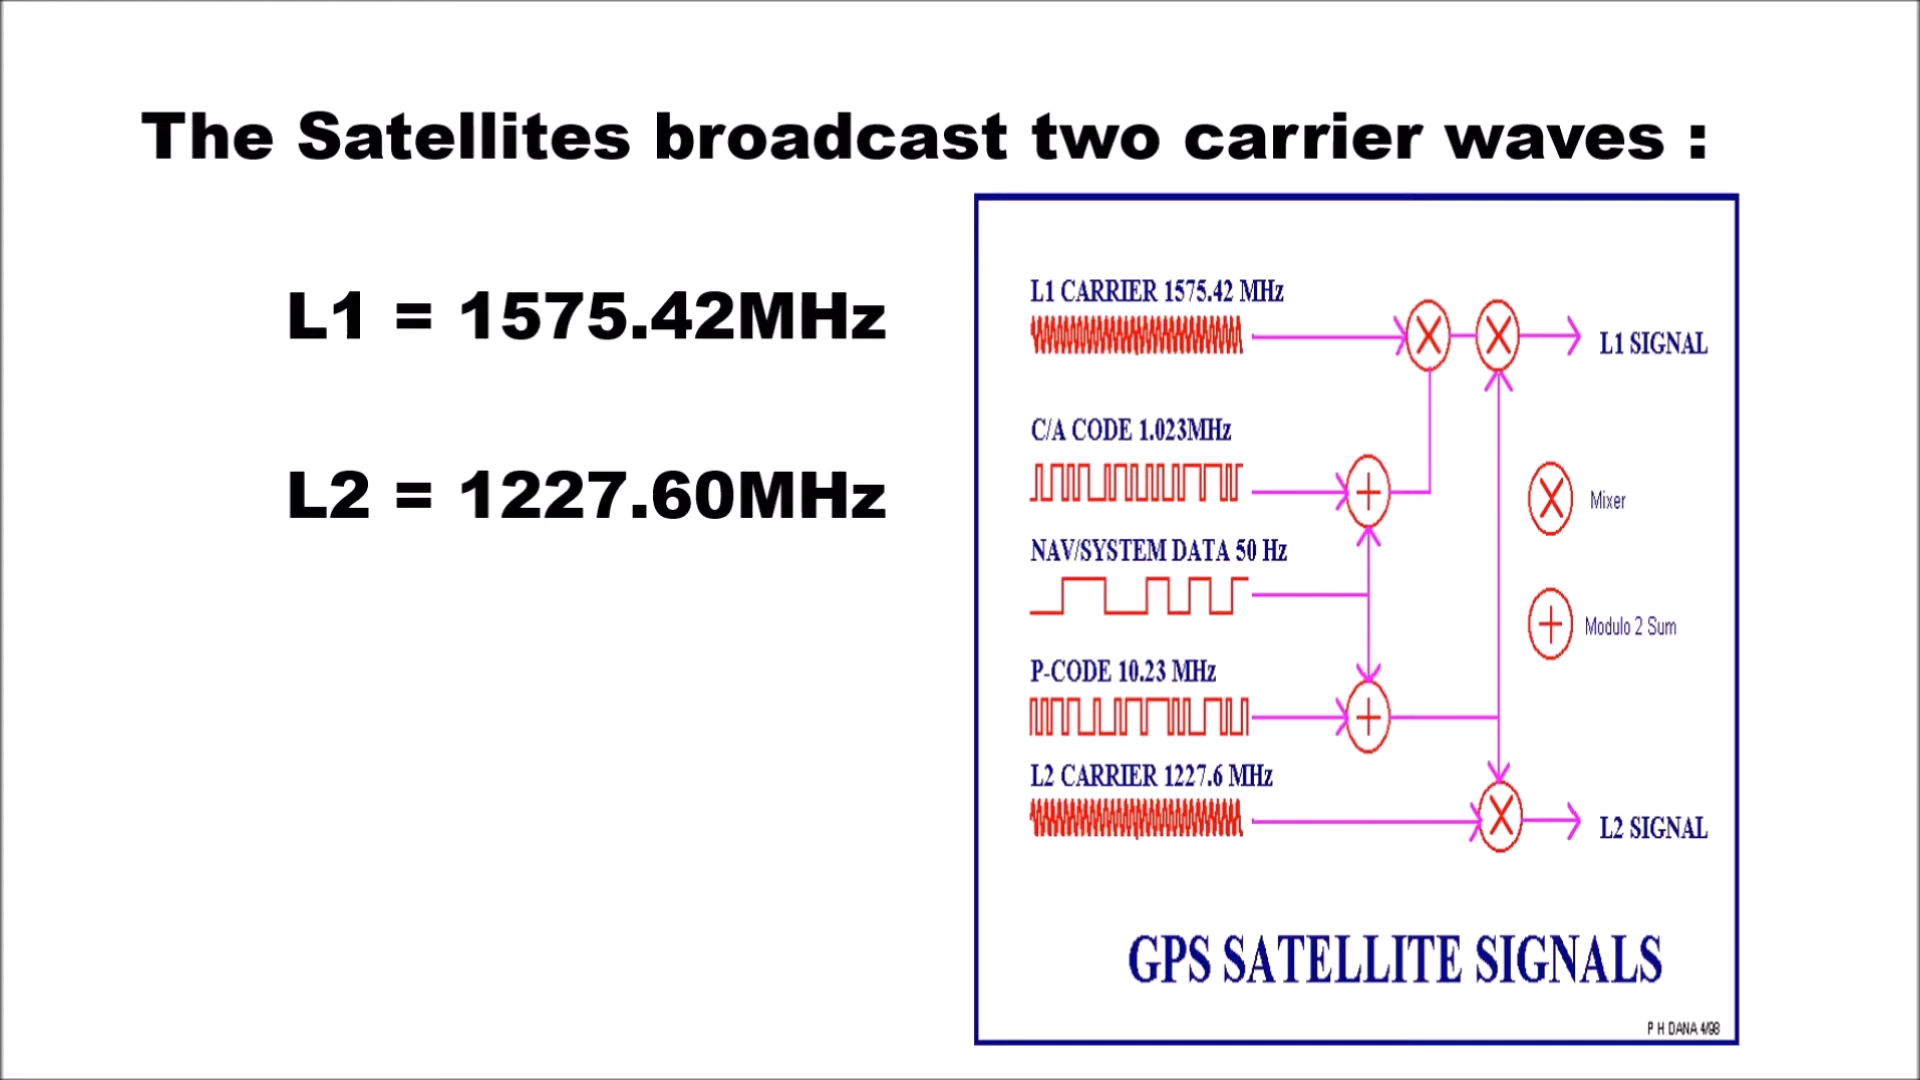 The Satellites broadcast two carrier waves :
L1 = 1575.42MHz
L2 = 1227.60MHz
L1 CARRIER 1575.42 MHz
L1 SIGNAL
C/A CODE 1.023MHz
Mixer
NAV/SYSTEM DATA 50 Hz
Modulo 2 Sum
P-CODE 10.23 MHz
L2 CARRIER 1227.6 MHz
L2 SIGNAL
GPS SATELLITE SIGNALS
P H DANA 4/98